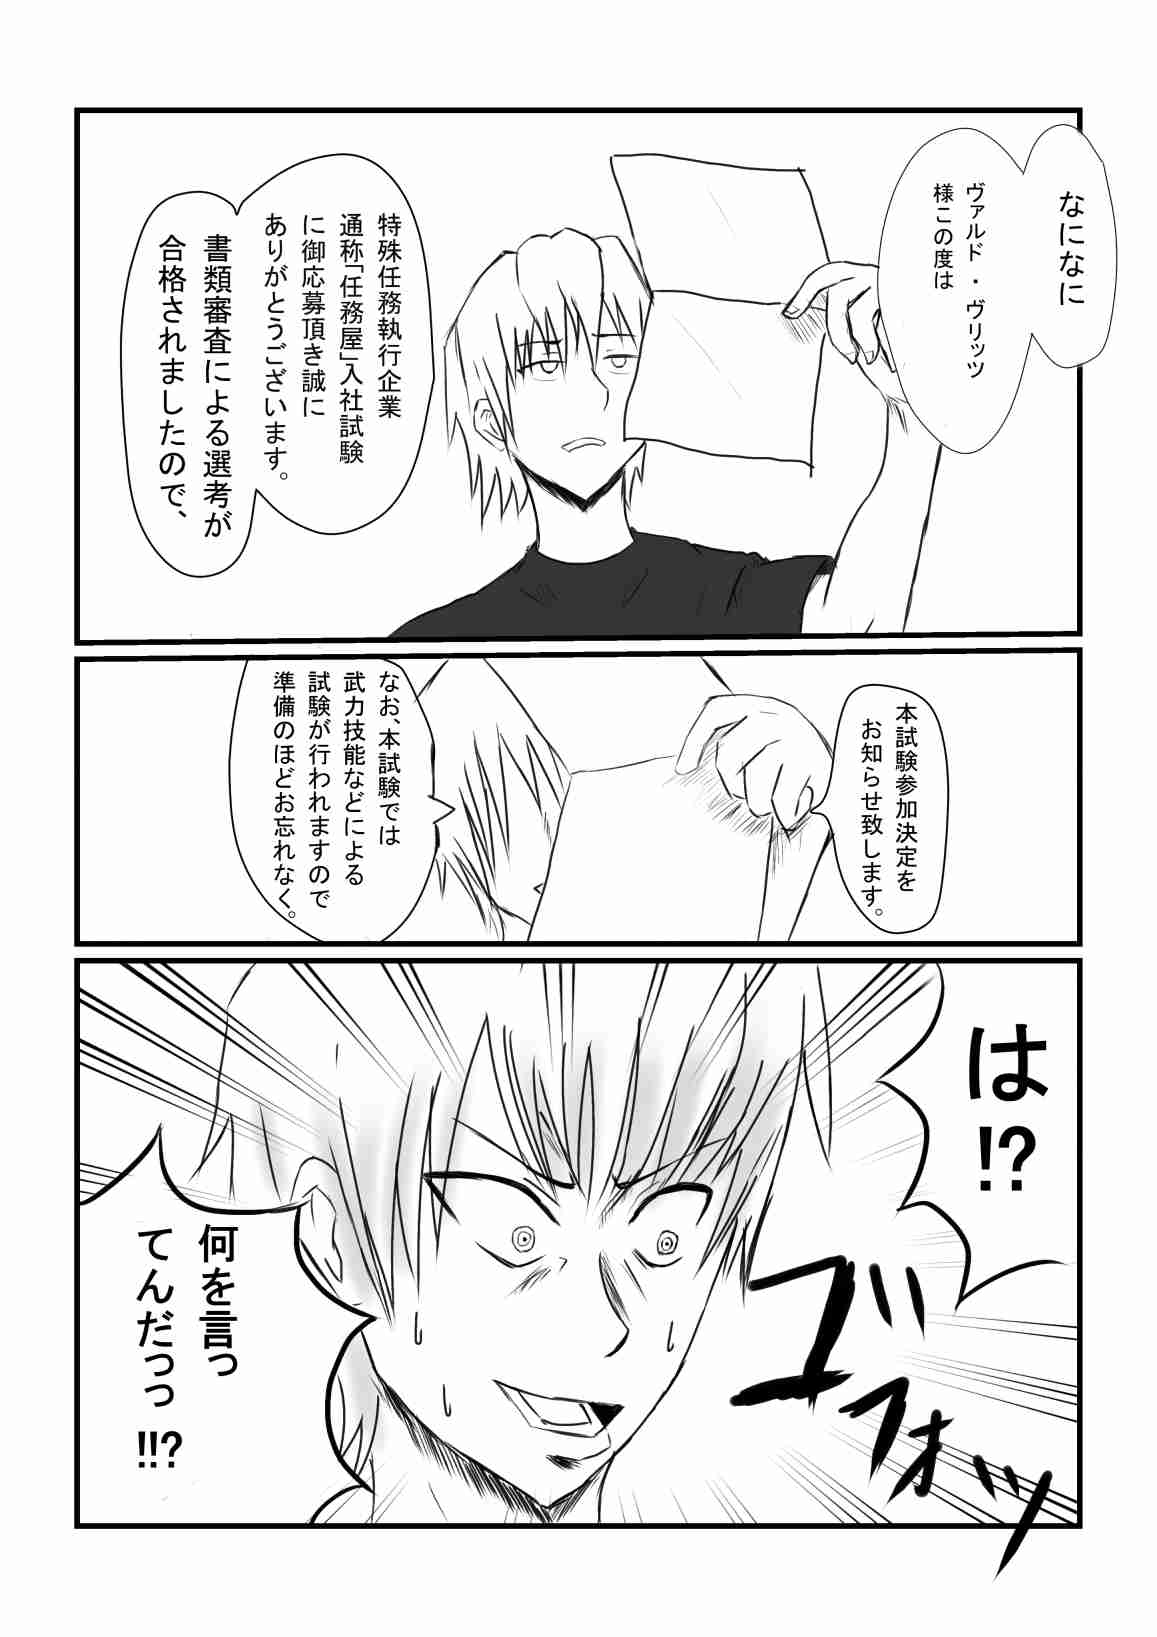 なになに
ヴァルド・ヴリッツ
様この度は
特殊任務執行企業
通称「任務屋」入社試験
に御応募頂き誠に
ありがとうございます。
書類審査による選考が
合格されましたので、
本試験参加決定を
お知らせ致します。
なお、本試験では
武力技能などによる
試験が行われますので
準備のほどお忘れなく。
は!?
ゴフォッ
何を言っ
てんだっっ!!?